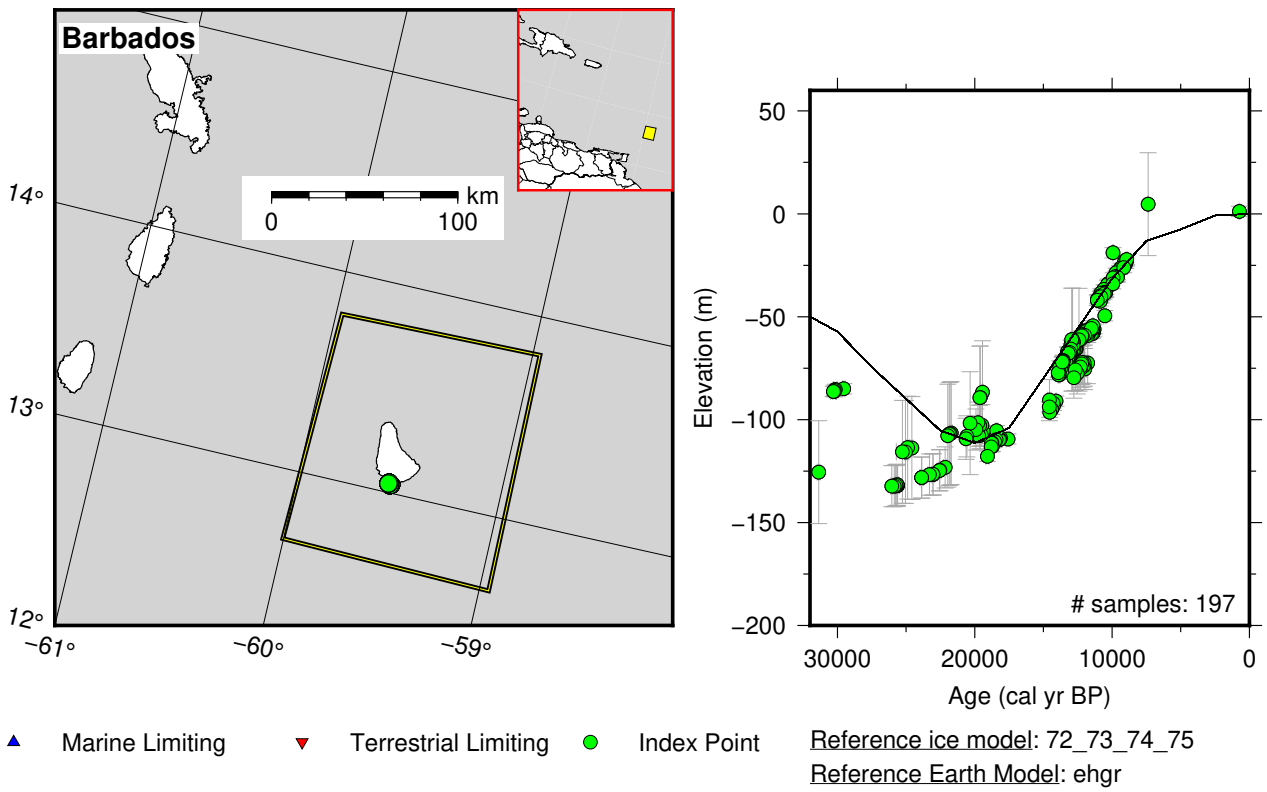 Barbados
14°
13°
12°
−61°
−60°
−59°
km
0 100
50
0
−50
−100
−150
−200
Elevation (m)
# samples: 197
30000 20000 10000 0
Age (cal yr BP)
Marine Limiting Terrestrial Limiting Index Point
Reference ice model: 72_73_74_75
Reference Earth Model: ehgr